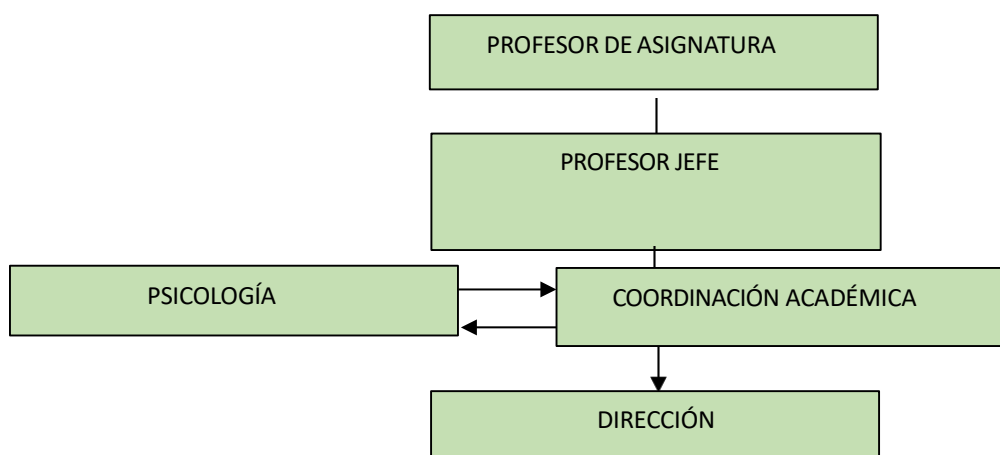 PROFESOR DE ASIGNATURA
PROFESOR JEFE
PSICOLOGÍA
COORDINACIÓN ACADÉMICA
DIRECCIÓN